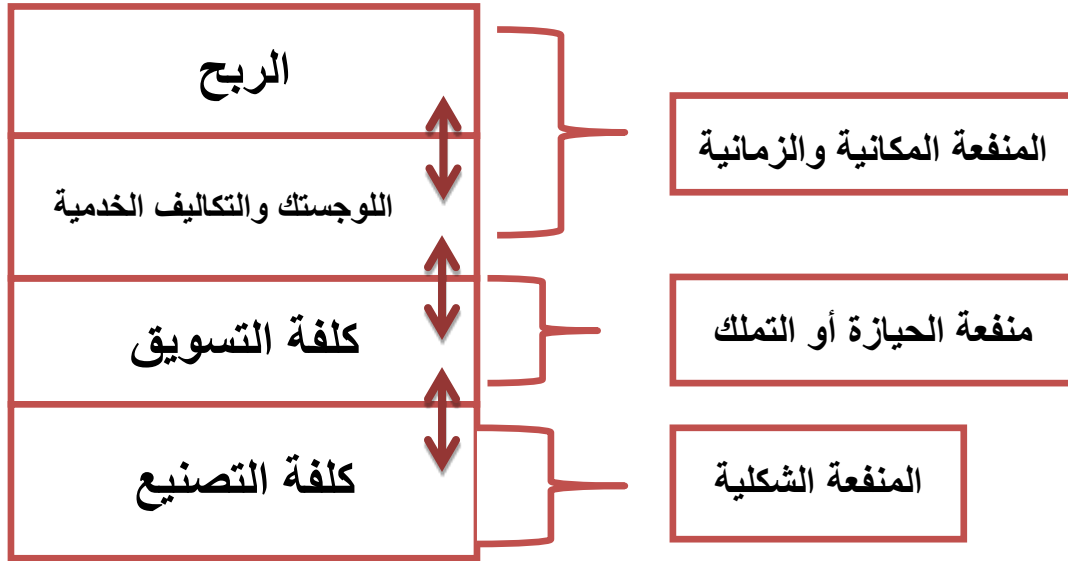 الربح
المنفعة المكانية والزمانية
اللوجستك والتكاليف الخدمية
كلفة التسويق
منفعة الحيازة أو التملك
كلفة التصنيع
المنفعة الشكلية